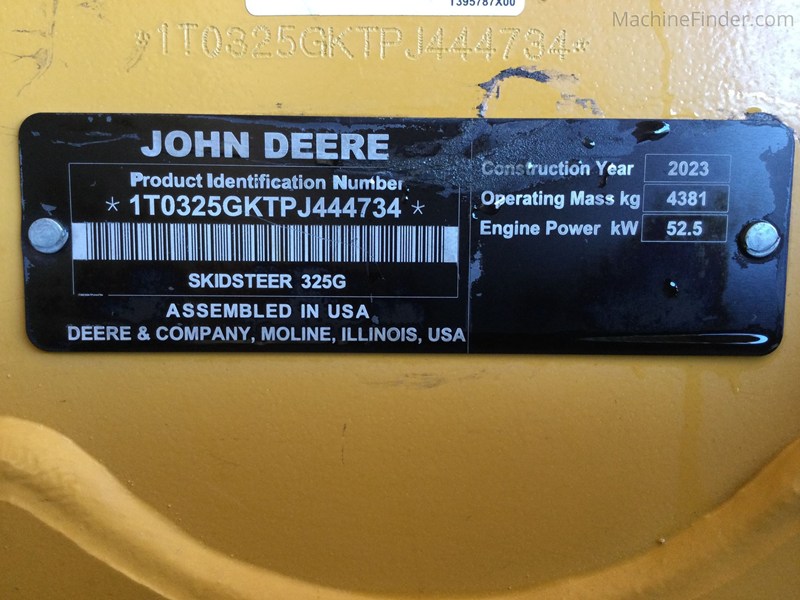 T395787X00
MachineFinder.com
*1T0325GKTPJ444734*
JOHN DEERE
Product Identification Number
* 1T0325GKTPJ444734 *
SKIDSTEER 325G
ASSEMBLED IN USA
DEERE & COMPANY, MOLINE, ILLINOIS, USA
Construction Year 2023
Operating Mass kg 4381
Engine Power kW 52.5